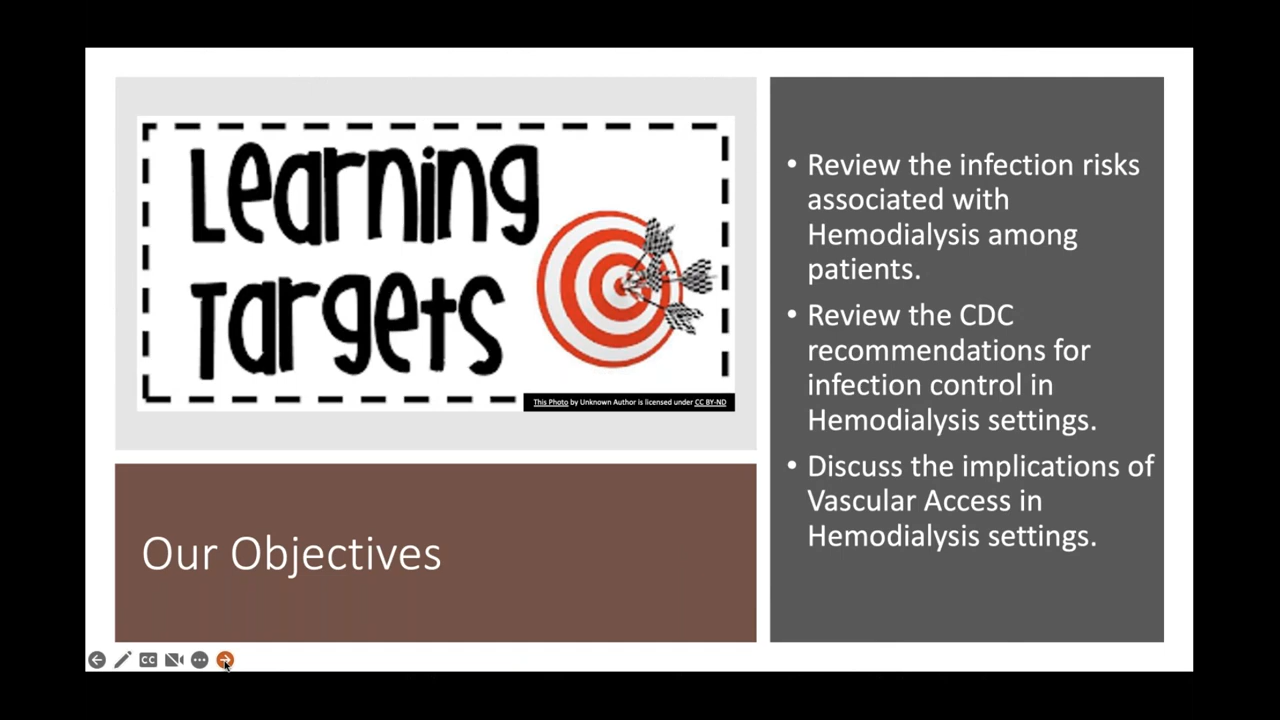 Learning
Targets
This Photo by Unknown Author is licensed under CC BY-ND
Our Objectives
• Review the infection risks
associated with
Hemodialysis among
patients.
• Review the CDC
recommendations for
infection control in
Hemodialysis settings.
• Discuss the implications of
Vascular Access in
Hemodialysis settings.
CC